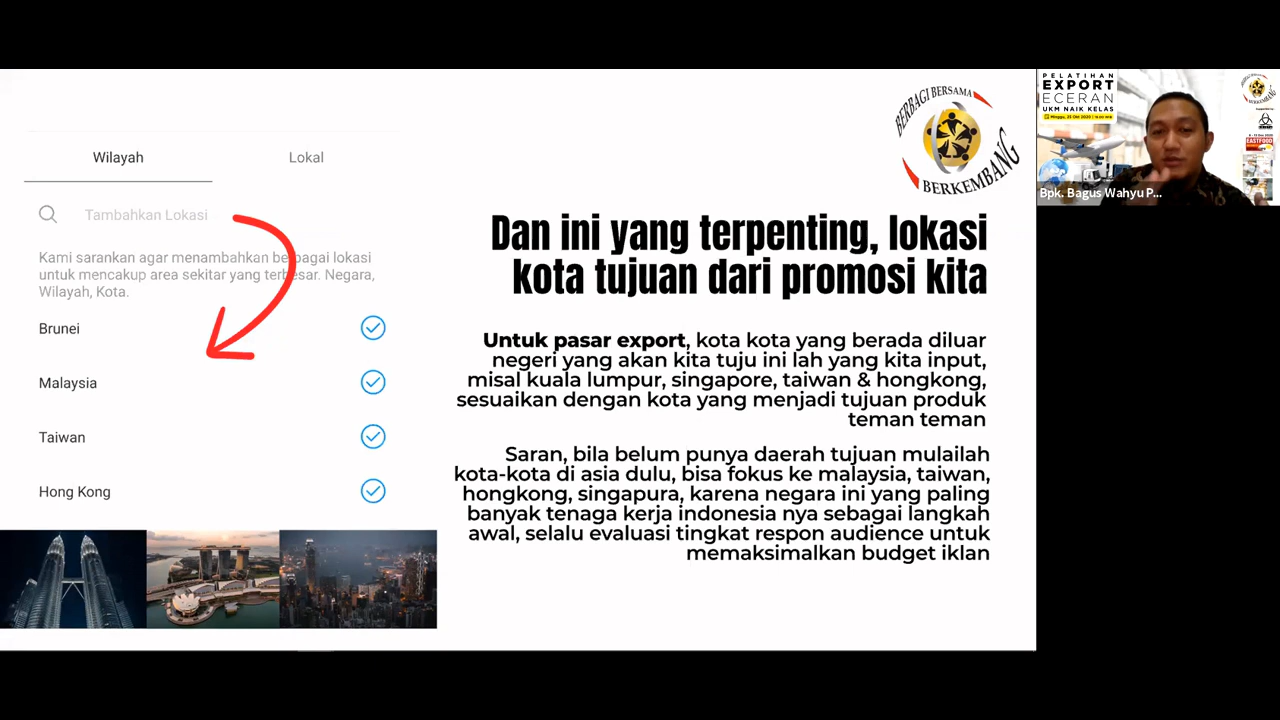 Wilayah
Lokal
Tambahkan Lokasi
Kami sarankan agar menambahkan berbagai lokasi
untuk mencakup area sekitar yang terbesar. Negara,
Wilayah, Kota.
Brunei
Malaysia
Taiwan
Hong Kong
BERBAGI BERSAMA
BERKEMBANG
Dan ini yang terpenting, lokasi
kota tujuan dari promosi kita
Untuk pasar export, kota kota yang berada diluar
negeri yang akan kita tuju ini lah yang kita input,
misal kuala lumpur, singapore, taiwan & hongkong,
sesuaikan dengan kota yang menjadi tujuan produk
teman teman
Saran, bila belum punya daerah tujuan mulailah
kota-kota di asia dulu, bisa fokus ke malaysia, taiwan,
hongkong, singapura, karena negara ini yang paling
banyak tenaga kerja indonesia nya sebagai langkah
awal, selalu evaluasi tingkat respon audience untuk
memaksimalkan budget iklan
PELATIHAN
EXPORT
ECERAN
UKM NAIK KELAS
BERKEMBANG
EASTFOOD
Bpk. Bagus Wahyu P...